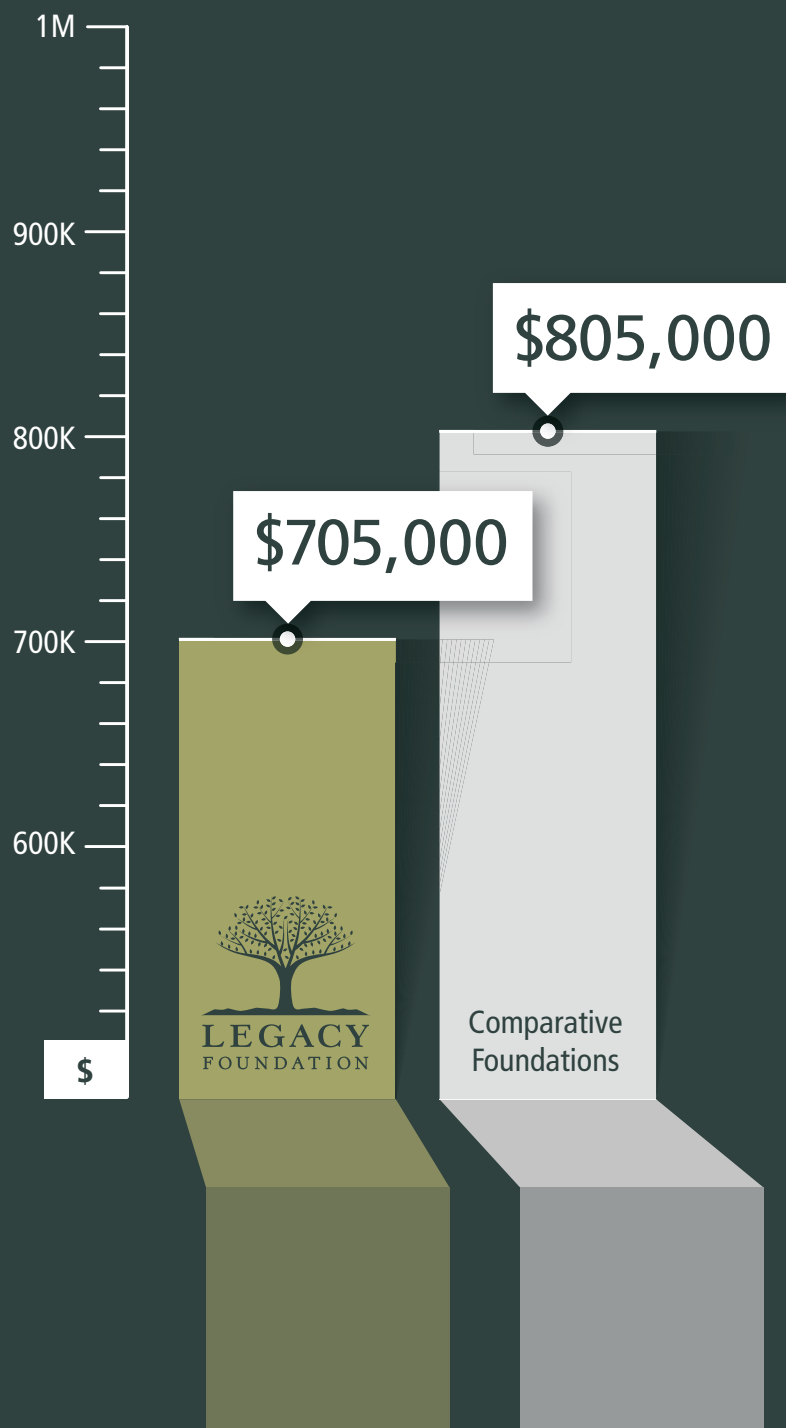 1M
900K
$805,000
800K
$705,000
700K
600K
Comparative
Foundations
LEGACY
FOUNDATION
$